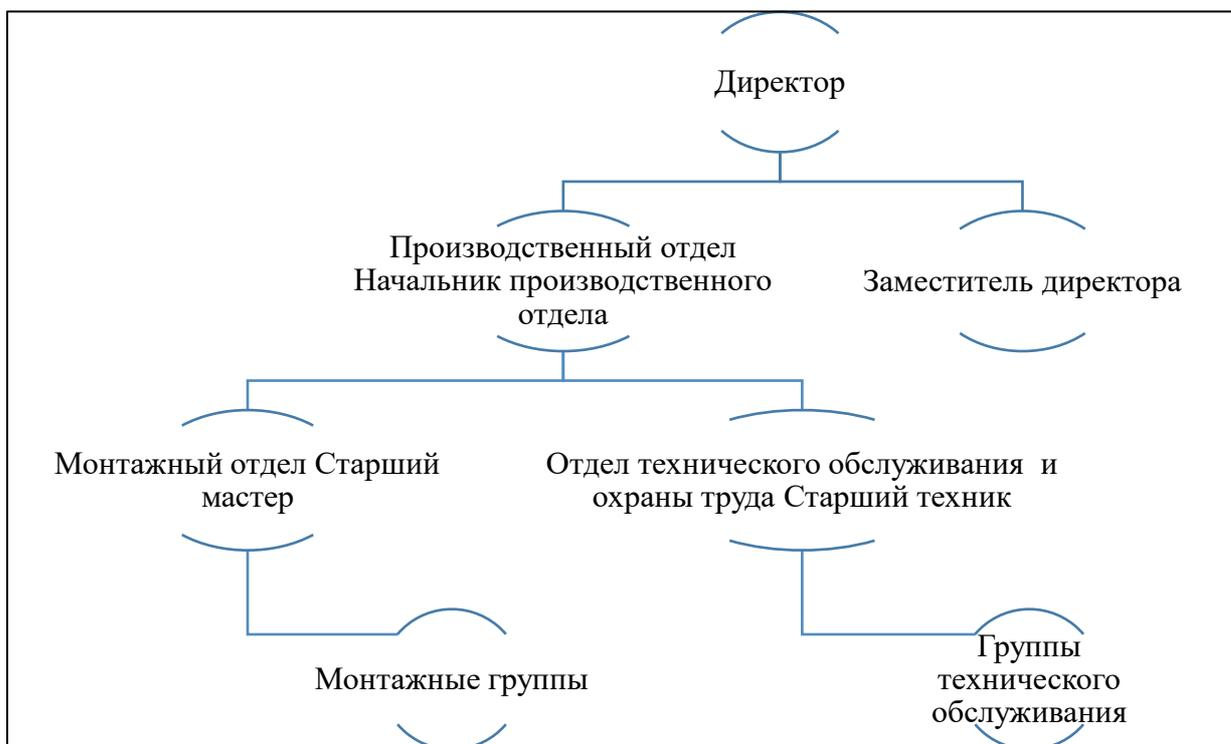 Директор
Производственный отдел
Начальник производственного
отдела
Заместитель директора
Монтажный отдел Старший
мастер
Отдел технического обслуживания и
охраны труда Старший техник
Монтажные группы
Группы
технического
обслуживания